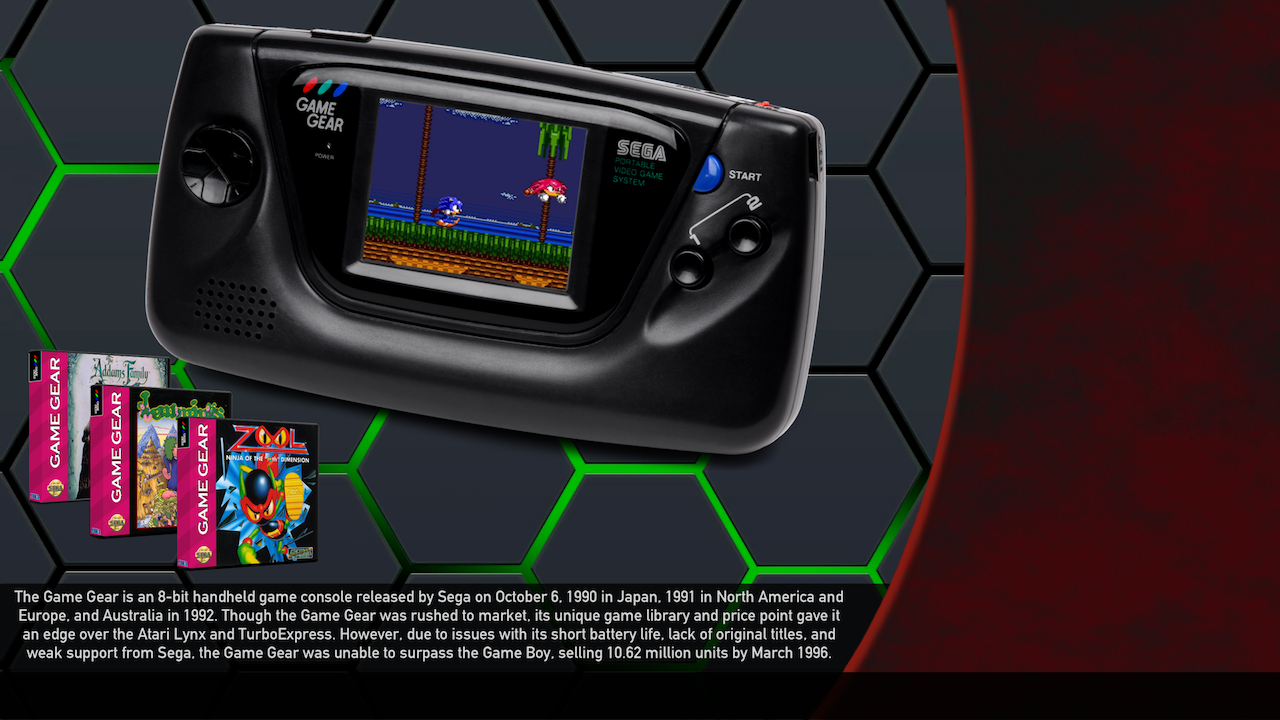 GAME
GEAR
POWER
SEGA
PORTABLE
VIDEO GAME
SYSTEM
START
1
2
GAME GEAR
Addams Family
SEGA
GAME GEAR
Lemmings
SEGA
GAME GEAR
ZOOL
NINJA OF THE "Nth" DIMENSION
SEGA
The Game Gear is an 8-bit handheld game console released by Sega on October 6, 1990 in Japan, 1991 in North America and
Europe, and Australia in 1992. Though the Game Gear was rushed to market, its unique game library and price point gave it
an edge over the Atari Lynx and TurboExpress. However, due to issues with its short battery life, lack of original titles, and
weak support from Sega, the Game Gear was unable to surpass the Game Boy, selling 10.62 million units by March 1996.